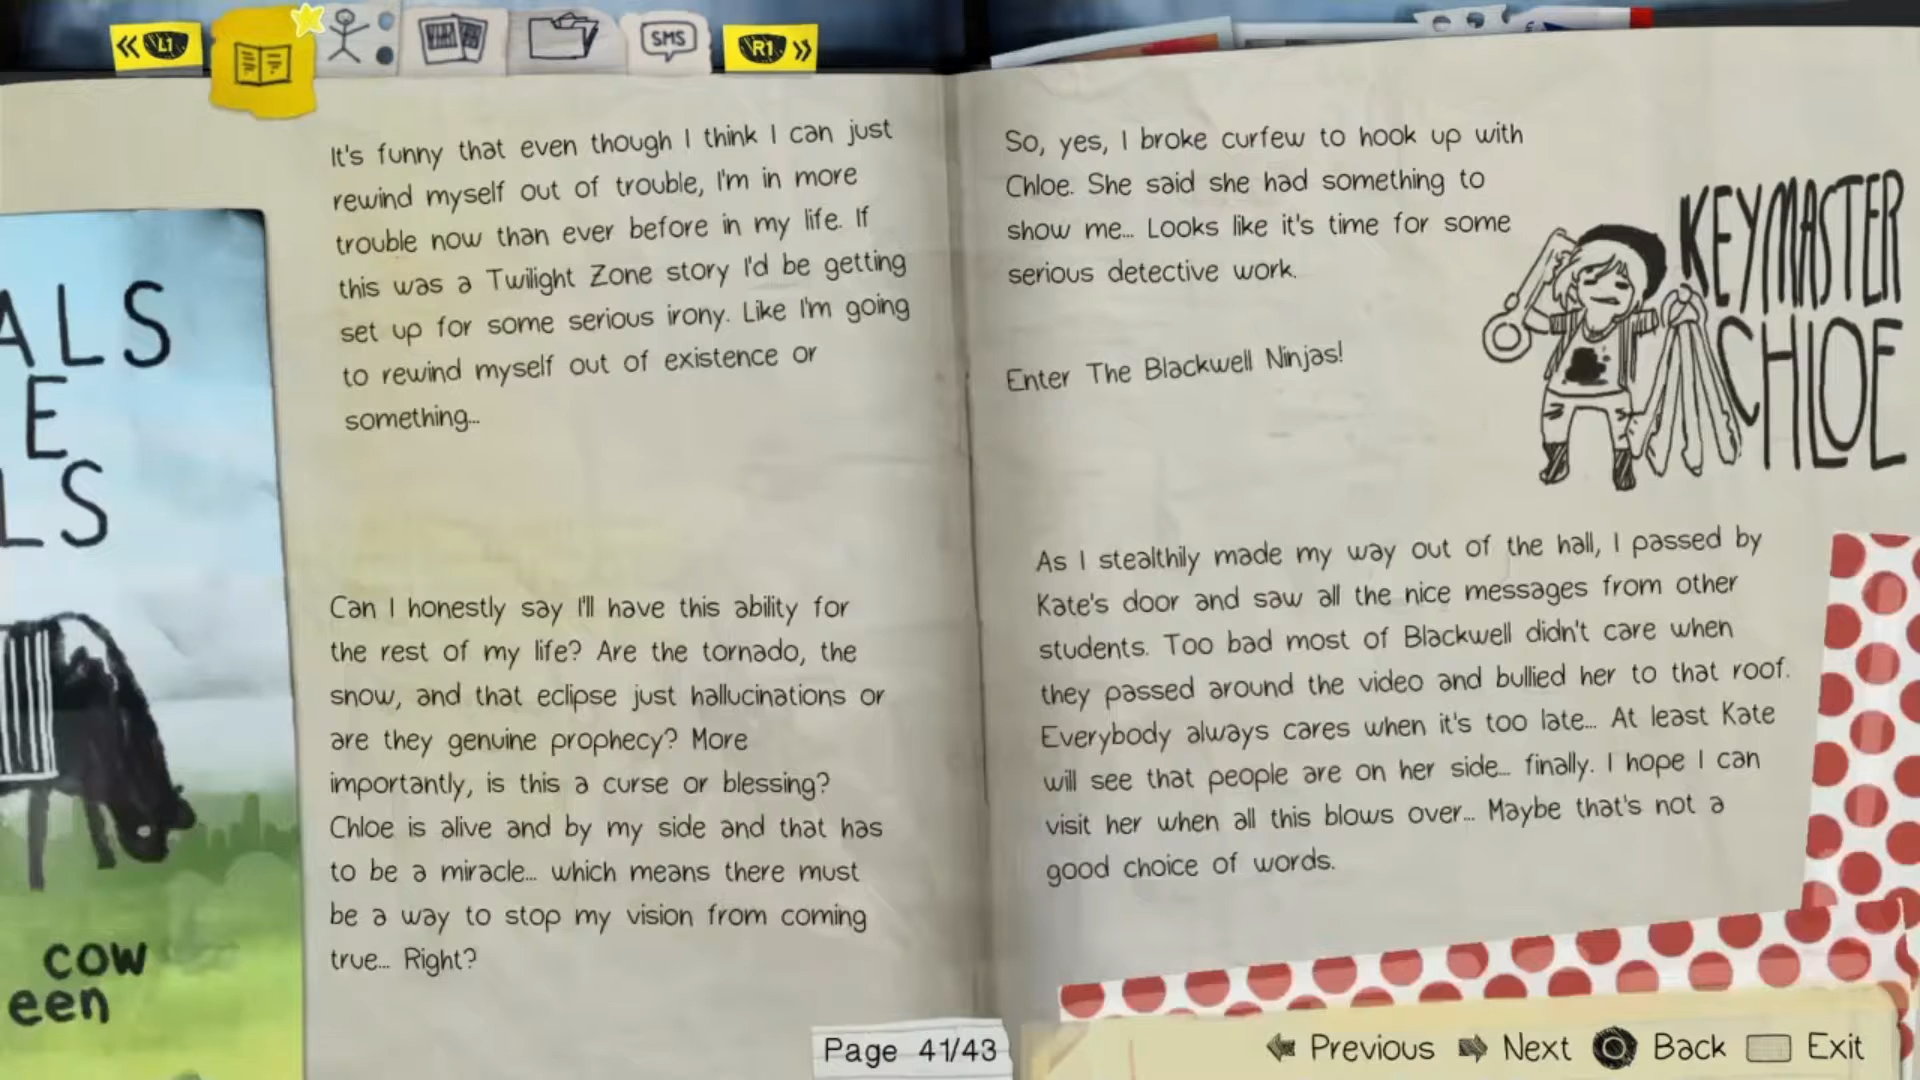 L1
SMS
R1
ALS
E
LS
cow
een
It's funny that even though I think I can just
rewind myself out of trouble, I'm in more
trouble now than ever before in my life. If
this was a Twilight Zone story I'd be getting
set up for some serious irony. Like I'm going
to rewind myself out of existence or
something...
Can I honestly say I'll have this ability for
the rest of my life? Are the tornado, the
snow, and that eclipse just hallucinations or
are they genuine prophecy? More
importantly, is this a curse or blessing?
Chloe is alive and by my side and that has
to be a miracle... which means there must
be a way to stop my vision from coming
true... Right?
So, yes, I broke curfew to hook up with
Chloe. She said she had something to
show me... Looks like it's time for some
serious detective work.
Enter The Blackwell Ninjas!
KEYMASTER
CHLOE
As I stealthily made my way out of the hall, I passed by
Kate's door and saw all the nice messages from other
students. Too bad most of Blackwell didn't care when
they passed around the video and bullied her to that roof.
Everybody always cares when it's too late... At least Kate
will see that people are on her side... finally. I hope I can
visit her when all this blows over... Maybe that's not a
good choice of words.
Page 41/43
Previous Next Back Exit